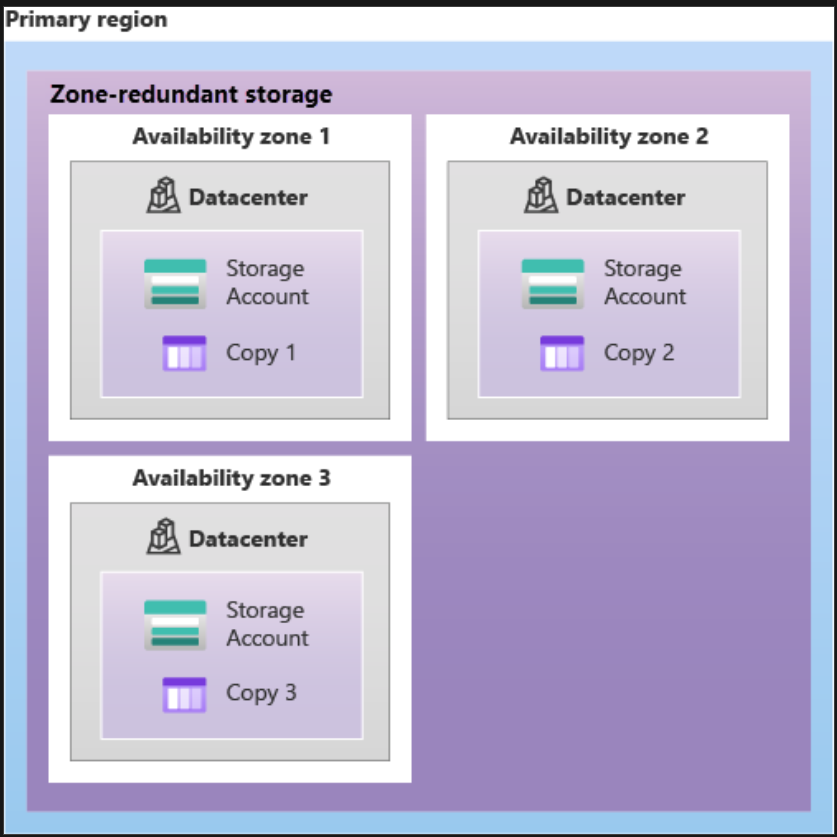 Primary region
Zone-redundant storage
Availability zone 1
Datacenter
Storage
Account
Copy 1
Availability zone 2
Datacenter
Storage
Account
Copy 2
Availability zone 3
Datacenter
Storage
Account
Copy 3